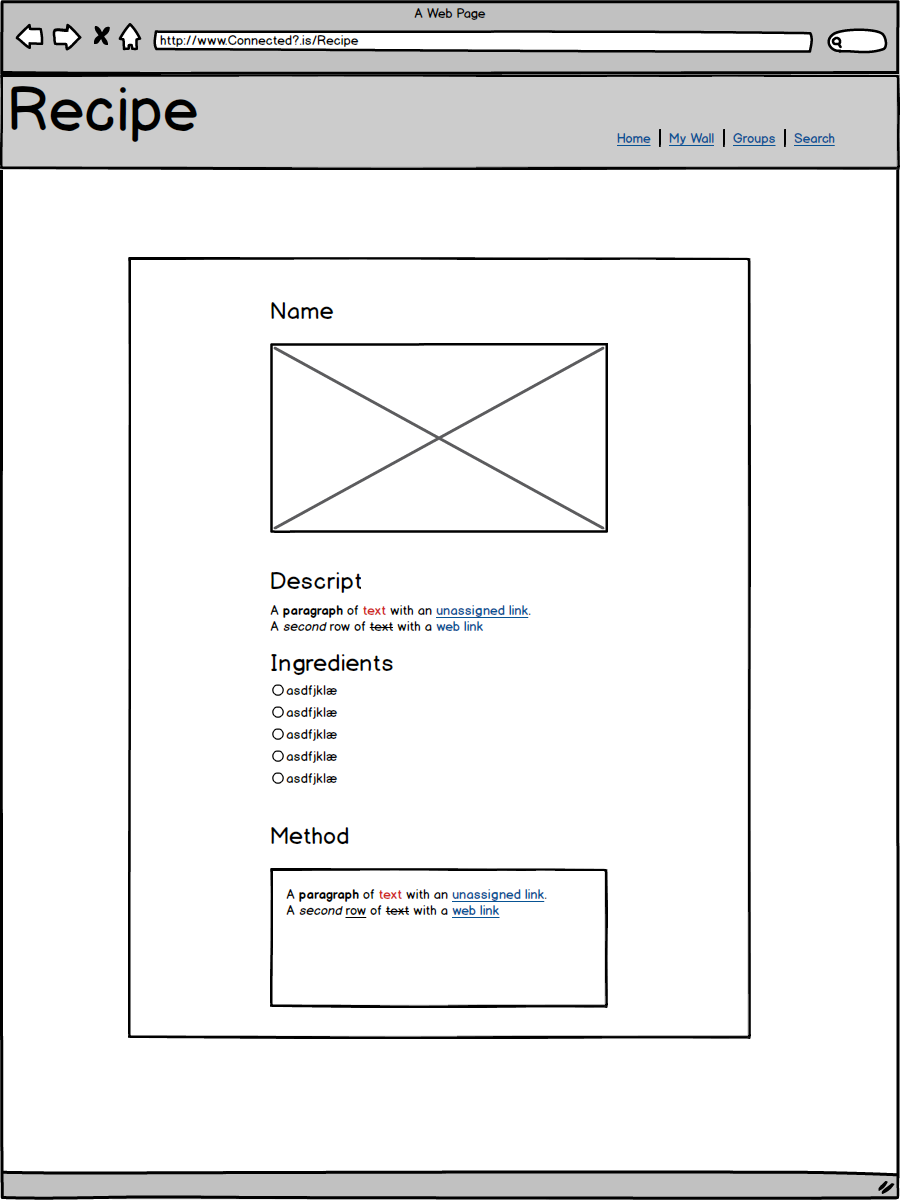 A Web Page
http://www.Connected?.is/Recipe
Recipe
Home | My Wall | Groups | Search
Name
Descript
A paragraph of text with an unassigned link.
A second row of text with a web link
Ingredients
asdfjklæ
asdfjklæ
asdfjklæ
asdfjklæ
asdfjklæ
Method
A paragraph of text with an unassigned link.
A second row of text with a web link